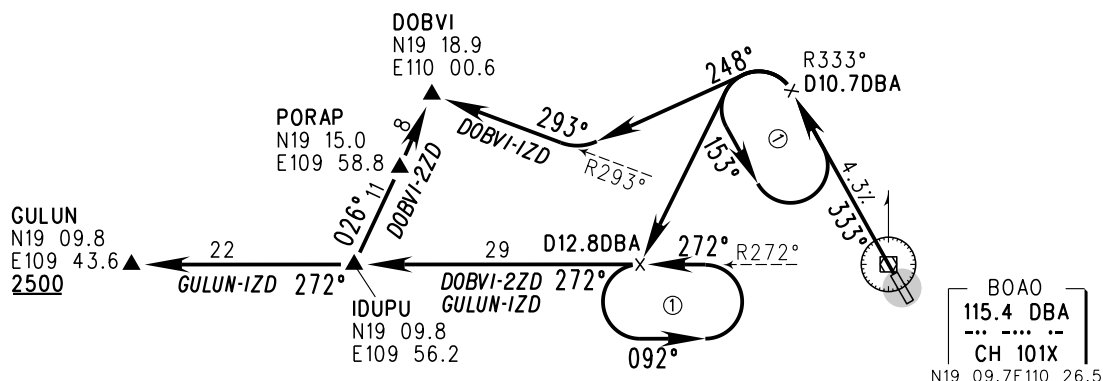 DOBVI
N19 18.9
E110 00.6
PORAP
N19 15.0
E109 58.8
GULUN
N19 09.8
E109 43.6
2500
IDUPU
N19 09.8
E109 56.2
8
11
026°
DOBVI-2ZD
DOBVI-1ZD
293°
R293°
248°
R333°
D10.7DBA
1
153°
4.3%
333°
22
GULUN-1ZD
272°
29
DOBVI-2ZD
GULUN-1ZD
272°
D12.8DBA
272°
R272°
1
092°
BOAO
115.4 DBA
-.. -... .-
CH 101X
N19 09.7E110 26.5